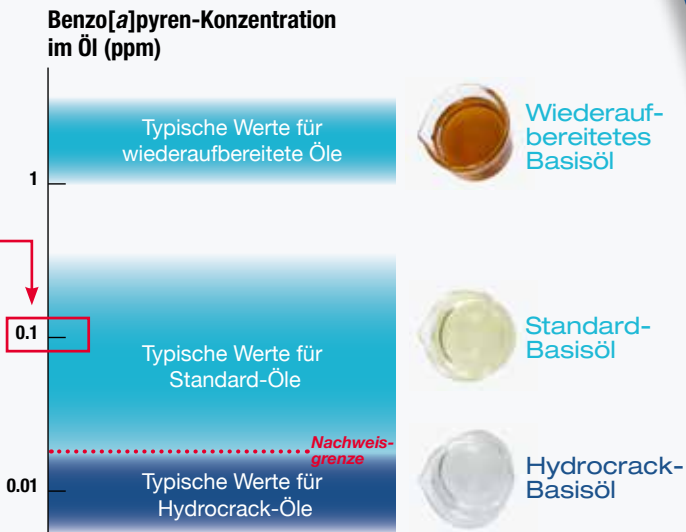 Benzo[a]pyren-Konzentration
im Öl (ppm)
Typische Werte für
wiederaufbereitete Öle
Wiederauf-
bereitetes
Basisöl
1
0.1
Typische Werte für
Standard-Öle
Standard-
Basisöl
Nachweis-
grenze
0.01
Typische Werte für
Hydrocrack-Öle
Hydrocrack-
Basisöl